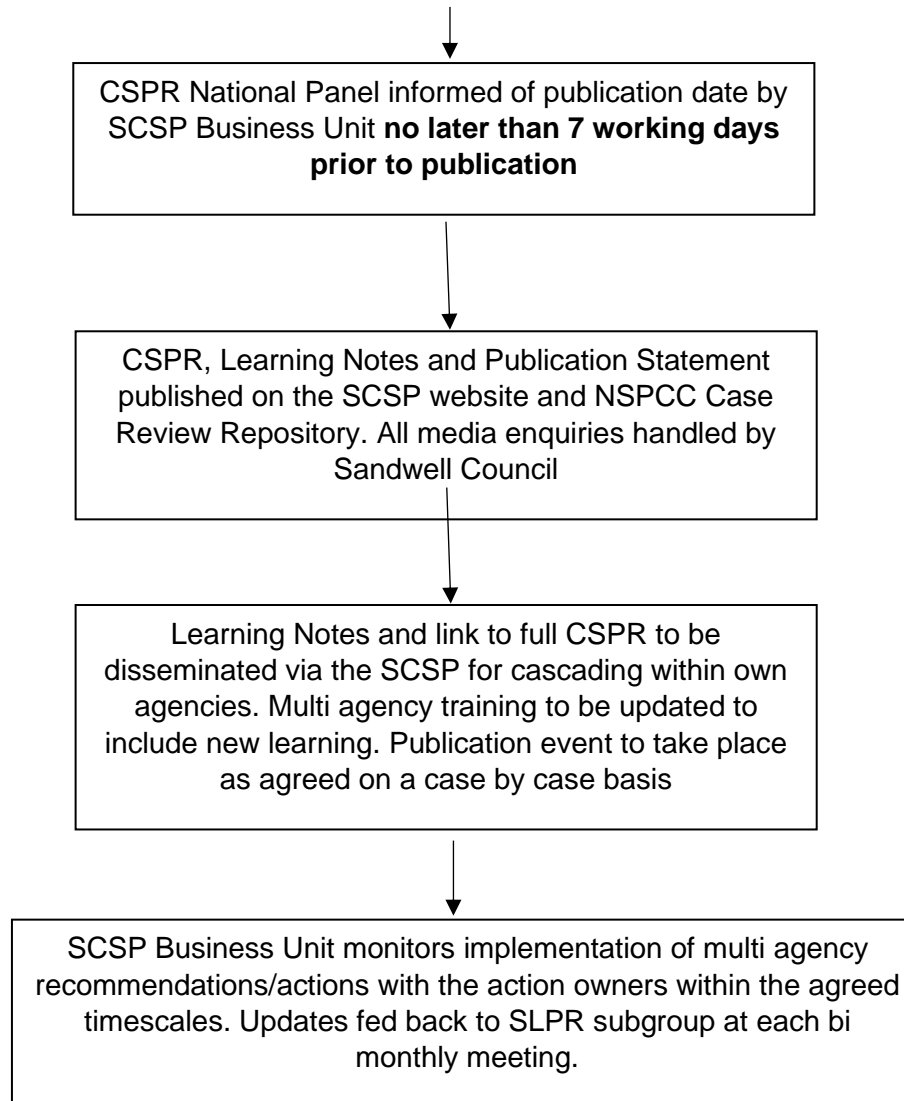 CSPR National Panel informed of publication date by
SCSP Business Unit no later than 7 working days
prior to publication
CSPR, Learning Notes and Publication Statement
published on the SCSP website and NSPCC Case
Review Repository. All media enquiries handled by
Sandwell Council
Learning Notes and link to full CSPR to be
disseminated via the SCSP for cascading within own
agencies. Multi agency training to be updated to
include new learning. Publication event to take place
as agreed on a case by case basis
SCSP Business Unit monitors implementation of multi agency
recommendations/actions with the action owners within the agreed
timescales. Updates fed back to SLPR subgroup at each bi
monthly meeting.